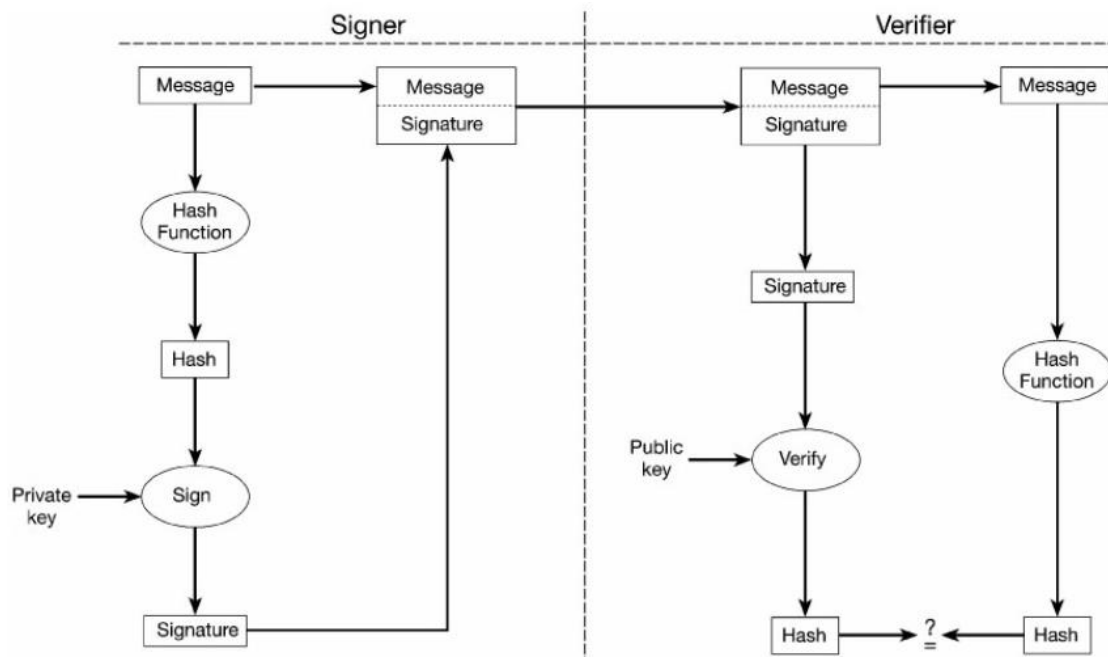 Signer
Message
Message
Signature
Hash
Function
Hash
Private
key
Sign
Signature
Verifier
Message
Signature
Message
Signature
Hash
Function
Public
key
Verify
Hash
?
=
Hash